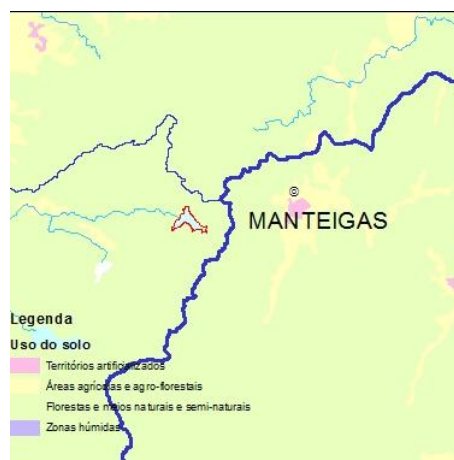 MANTEIGAS
Legenda
Uso do solo
Territórios artificializados
Áreas agrícolas e agro-florestais
Florestas e meios naturais e semi-naturais
Zonas húmidas